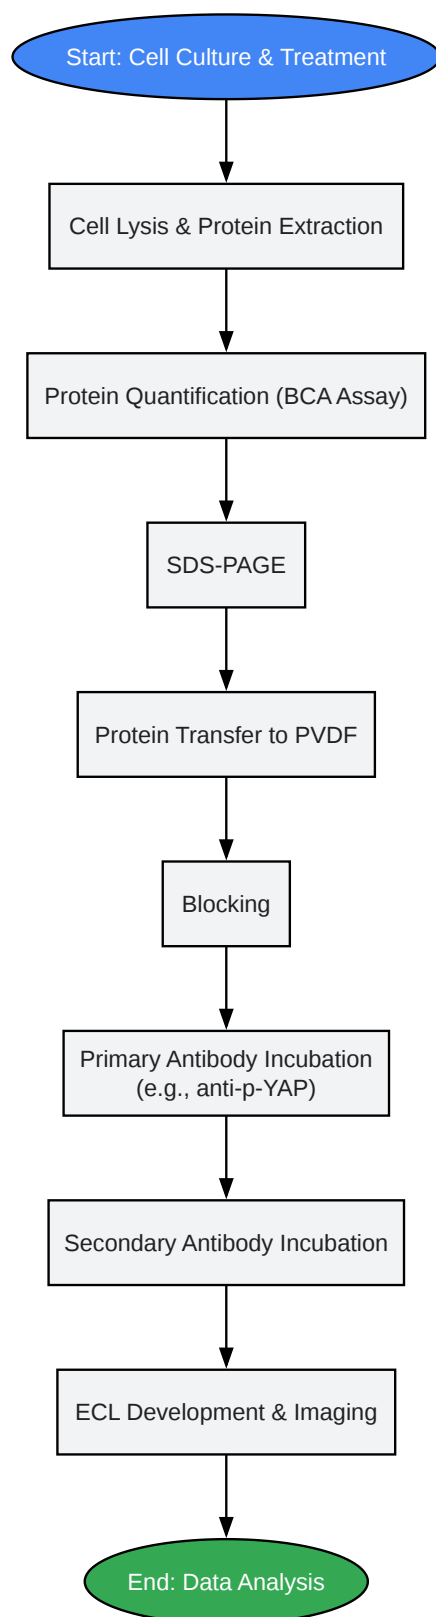 Start: Cell Culture & Treatment
Cell Lysis & Protein Extraction
Protein Quantification (BCA Assay)
SDS-PAGE
Protein Transfer to PVDF
Blocking
Primary Antibody Incubation
(e.g., anti-p-YAP)
Secondary Antibody Incubation
ECL Development & Imaging
End: Data Analysis